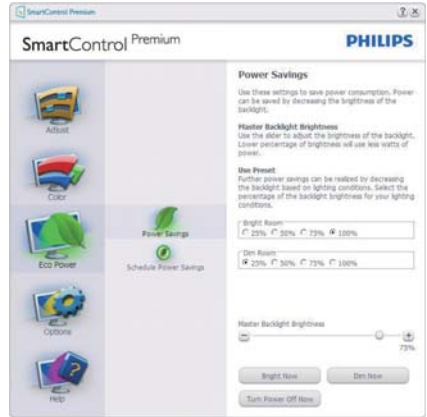 SmartControl Premium
SmartControl Premium
PHILIPS
Adjust
Color
Eco Power
Options
Help
Power Savings
Schedule Power Savings
Power Savings
Use these settings to save power consumption. Power
can be saved by decreasing the brightness of the
backlight.
Master Backlight Brightness
Use the slider to adjust the brightness of the backlight.
Lower percentage of brightness will use less watts of
power.
Use Preset
Further power savings can be realized by decreasing
the backlight based on lighting conditions. Select the
percentage of the backlight brightness for your lighting
conditions.
Bright Room
25% 50% 75% 100%
Dim Room
25% 50% 75% 100%
Master Backlight Brightness
75%
Bright Now Dim Now
Turn Power Off Now